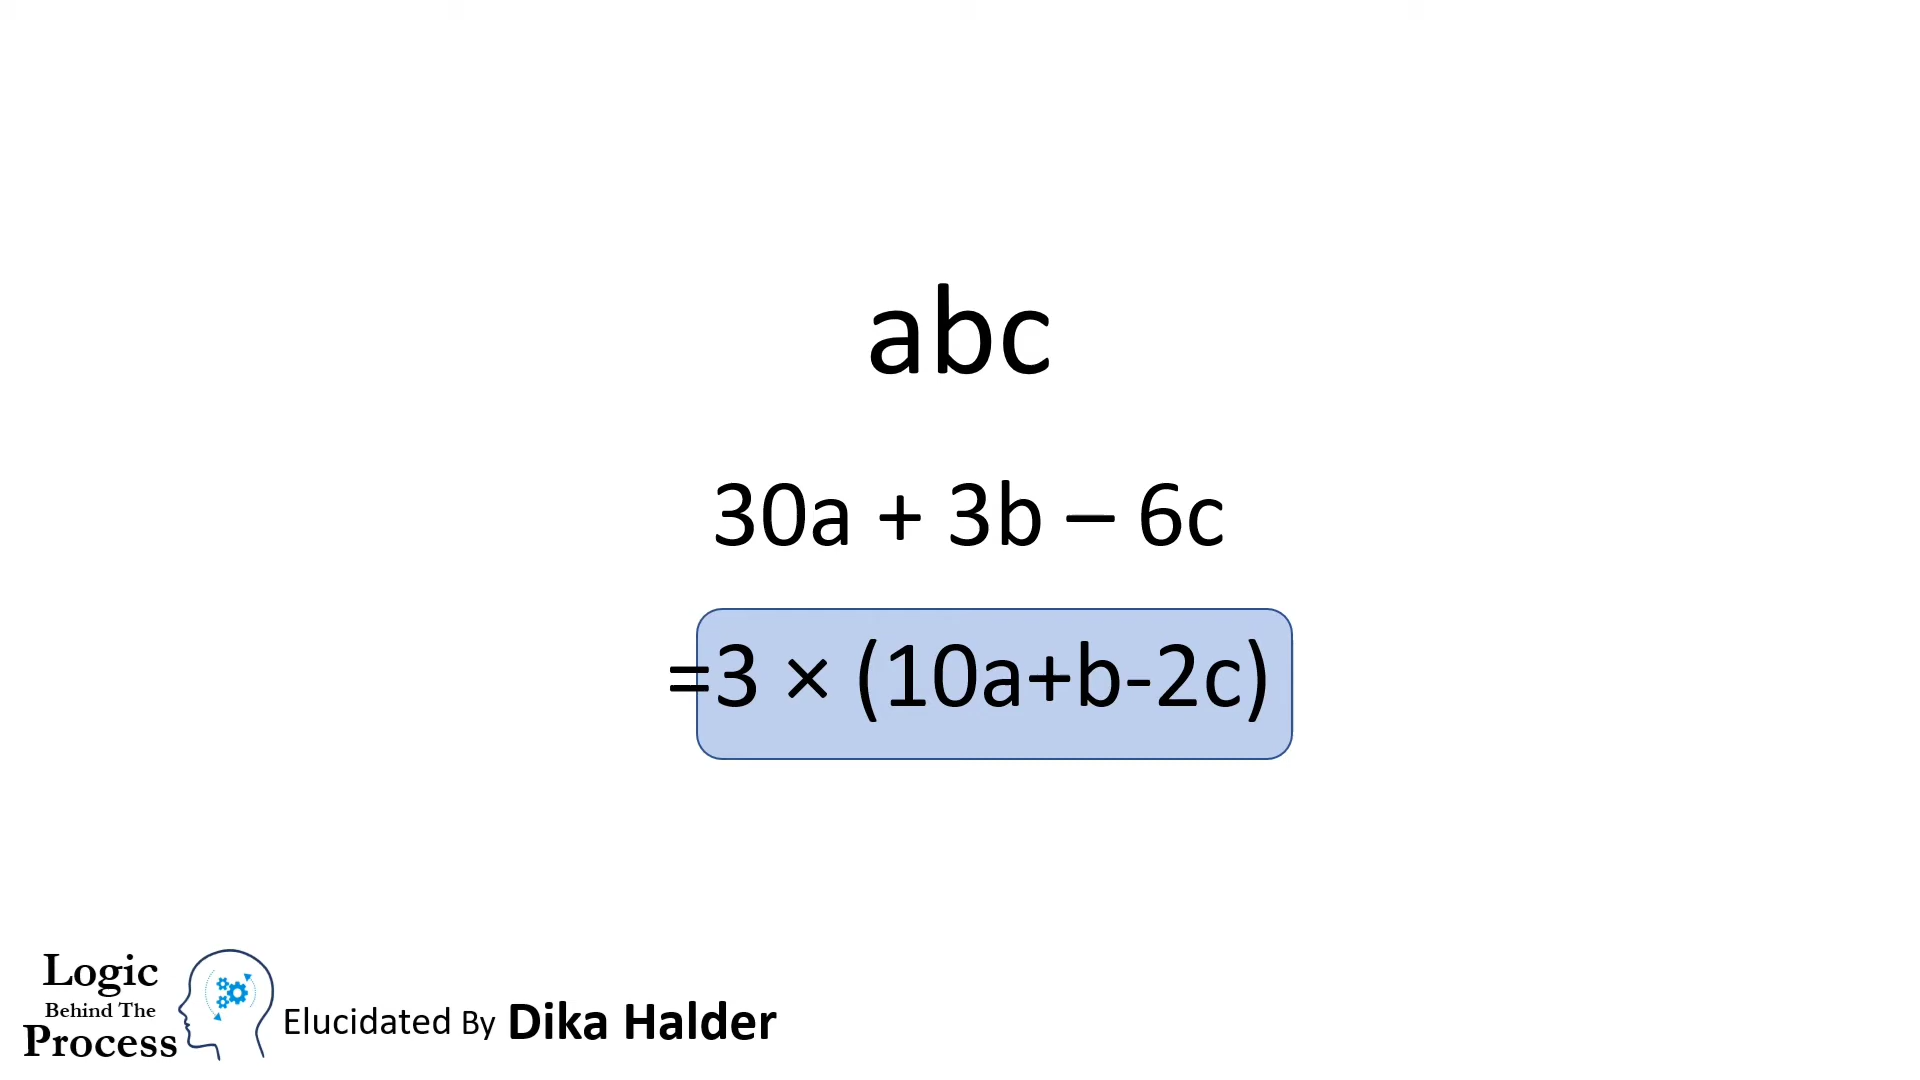 abc
30a + 3b – 6c
=3 × (10a+b-2c)
Logic
Behind The
Process
Elucidated By Dika Halder